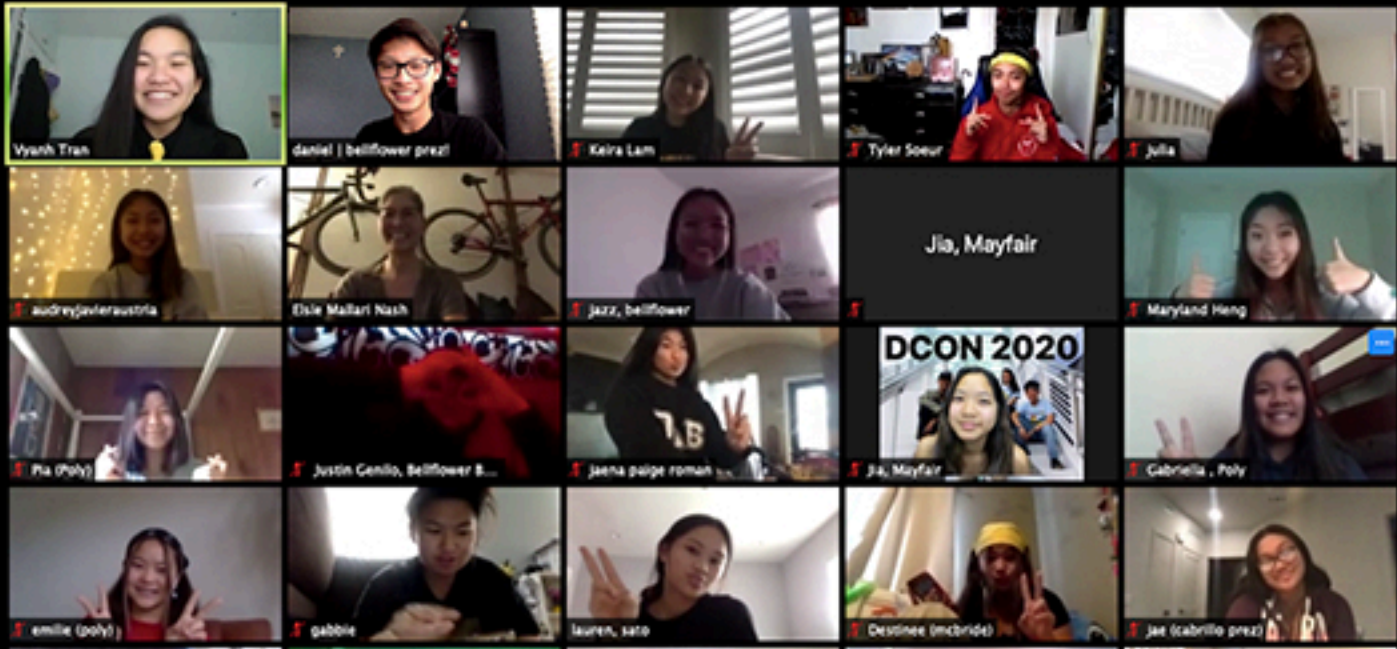 Vyanh Tran
daniel | bellflower prez!
Keira Lam
Tyler Soeur
Julia
audreyjavieraustria
Elsie Mallari Nash
jazz, bellflower
Jia, Mayfair
Maryland Heng
Pia (Poly)
Justin Genilo, Bellflower B...
jaena paige roman
DCON 2020
Jia, Mayfair
Gabriella , Poly
emilie (poly)
gabbie
lauren, sato
Destinee (mcbride)
jae (cabrillo prez)